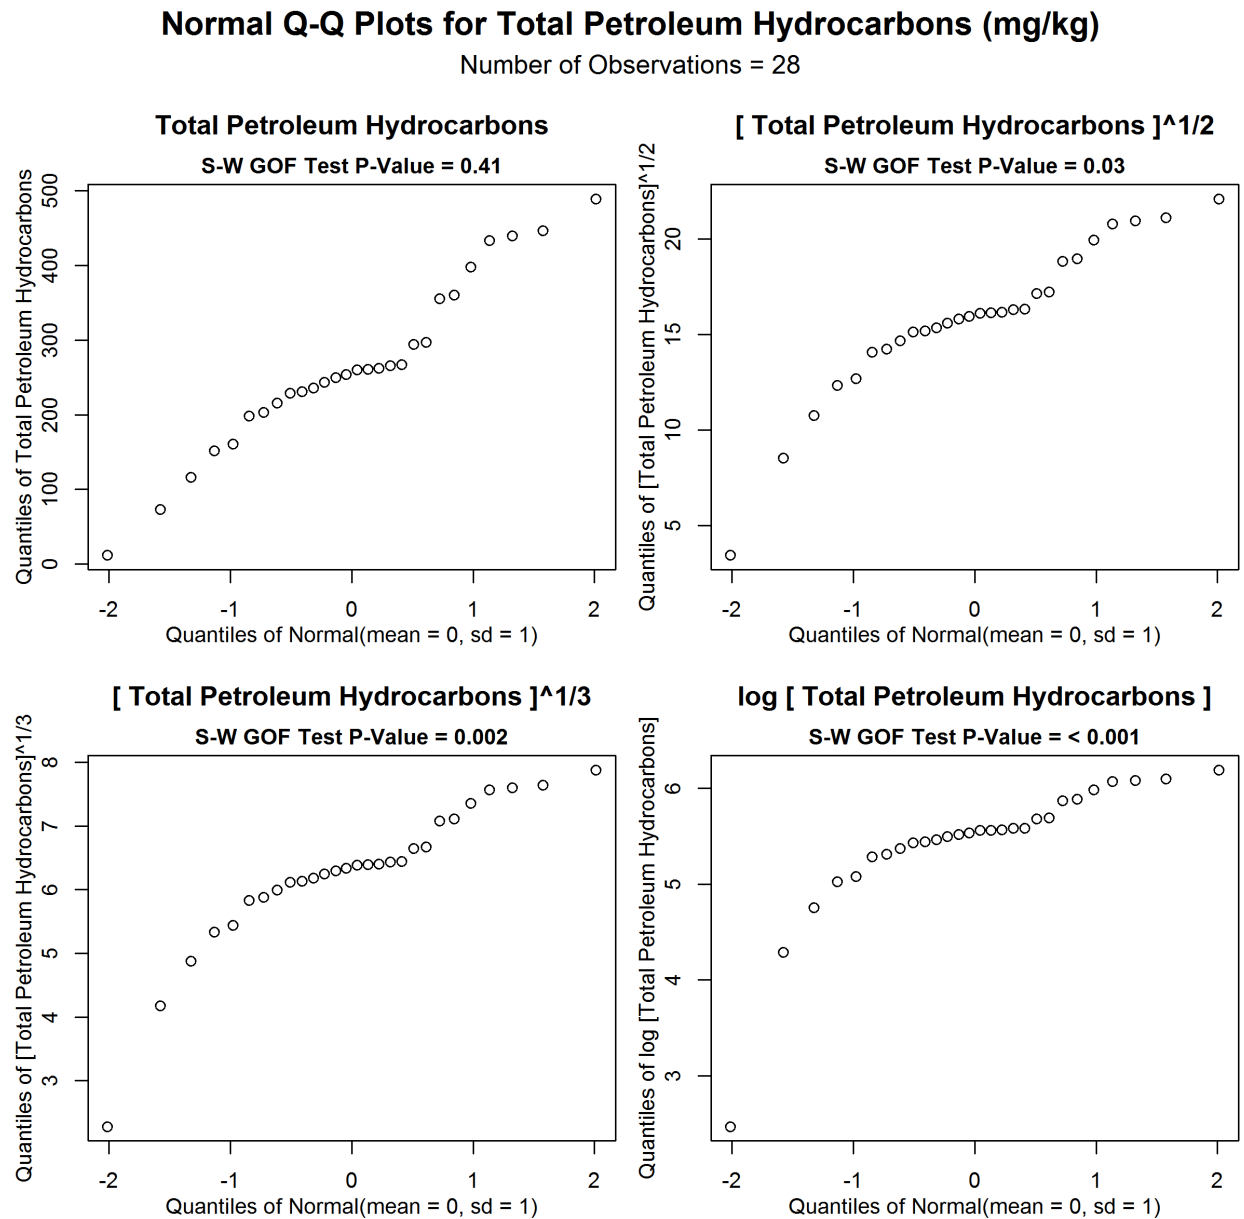 Normal Q-Q Plots for Total Petroleum Hydrocarbons (mg/kg)
Number of Observations = 28
Total Petroleum Hydrocarbons
S-W GOF Test P-Value = 0.41
Quantiles of Total Petroleum Hydrocarbons
500
400
300
200
100
0
-2 -1 0 1 2
Quantiles of Normal(mean = 0, sd = 1)
[ Total Petroleum Hydrocarbons ]^1/2
S-W GOF Test P-Value = 0.03
Quantiles of [Total Petroleum Hydrocarbons]^1/2
20
15
10
5
-2 -1 0 1 2
Quantiles of Normal(mean = 0, sd = 1)
[ Total Petroleum Hydrocarbons ]^1/3
S-W GOF Test P-Value = 0.002
Quantiles of [Total Petroleum Hydrocarbons]^1/3
8
7
6
5
4
3
-2 -1 0 1 2
Quantiles of Normal(mean = 0, sd = 1)
log [ Total Petroleum Hydrocarbons ]
S-W GOF Test P-Value = < 0.001
Quantiles of log [Total Petroleum Hydrocarbons]
6
5
4
3
-2 -1 0 1 2
Quantiles of Normal(mean = 0, sd = 1)